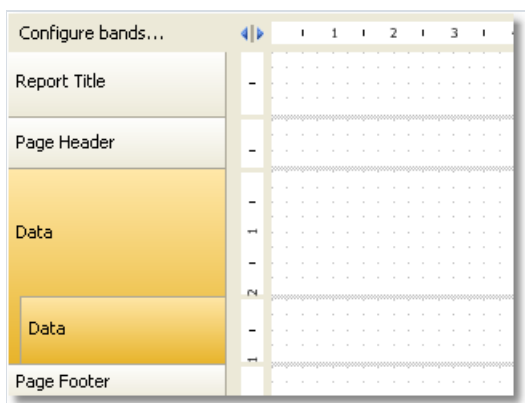 Configure bands...
1 2 3
Report Title
Page Header
Data
1
2
Data
1
Page Footer